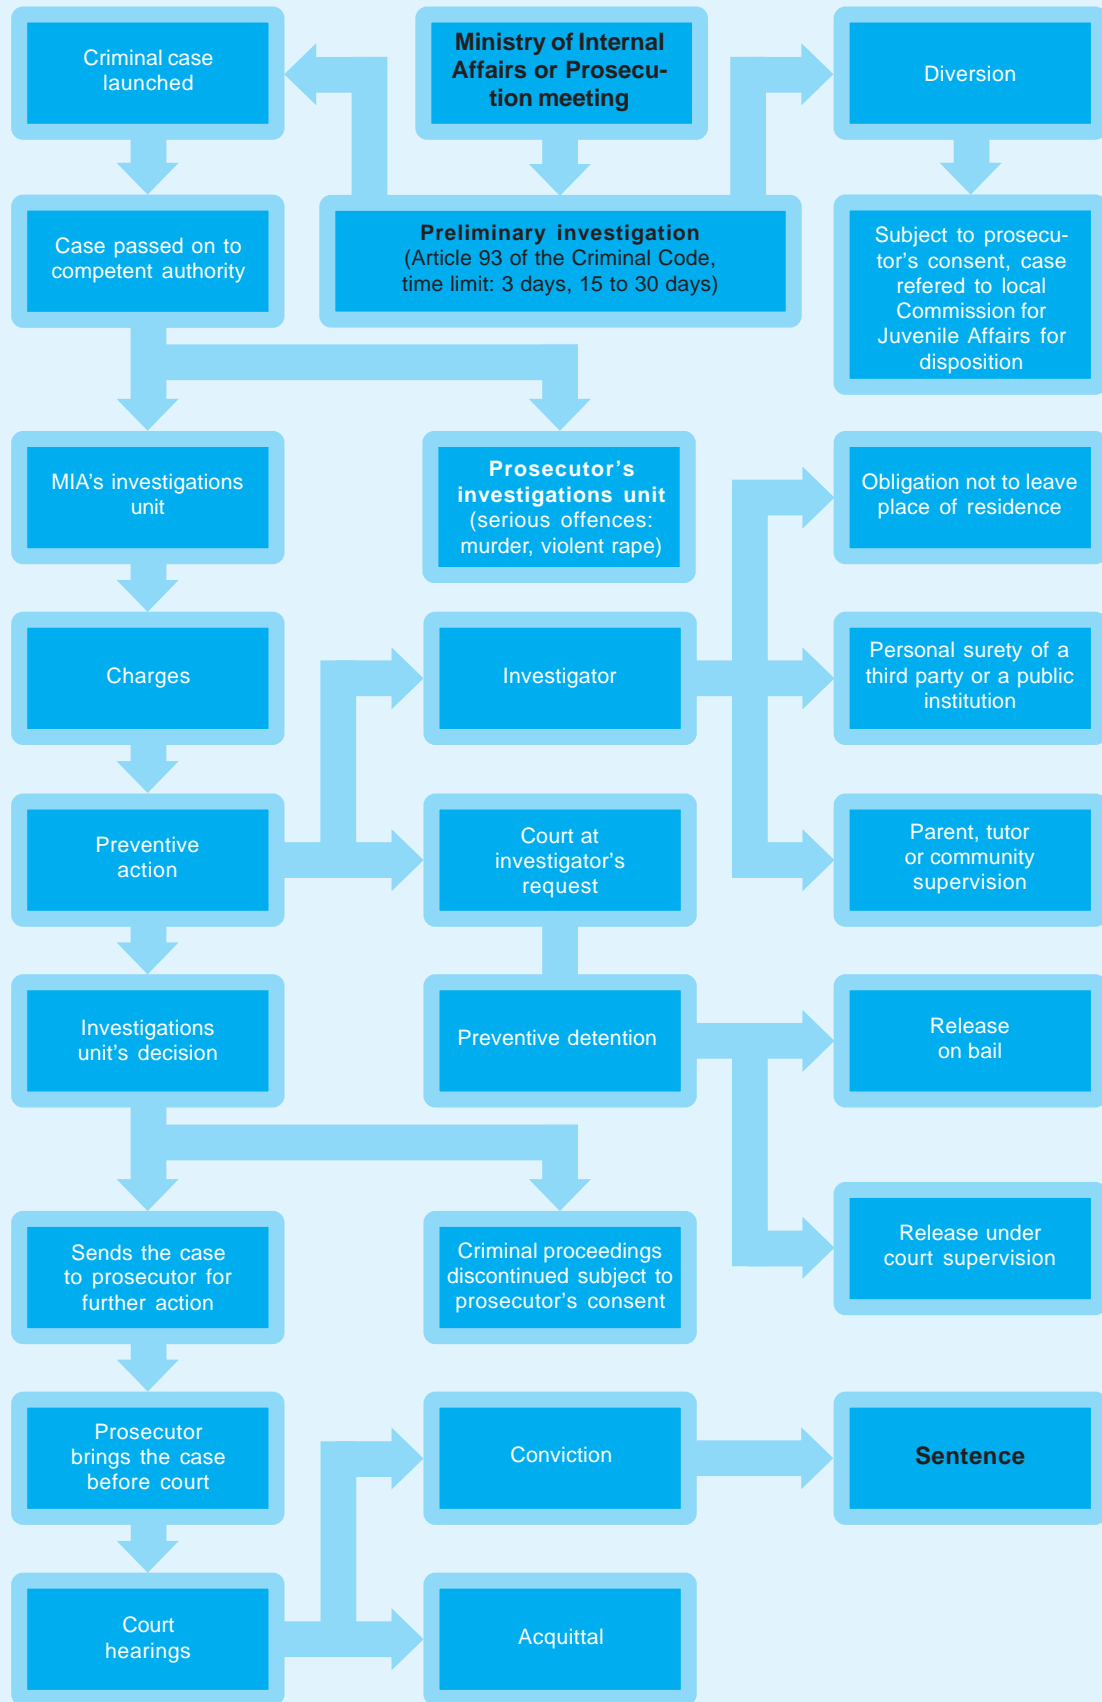 Criminal case
launched
Ministry of Internal
Affairs or Prosecu-
tion meeting
Diversion
Case passed on to
competent authority
Preliminary investigation
(Article 93 of the Criminal Code,
time limit: 3 days, 15 to 30 days)
Subject to prosecu-
tor's consent, case
refered to local
Commission for
Juvenile Affairs for
disposition
MIA's investigations
unit
Prosecutor's
investigations unit
(serious offences:
murder, violent rape)
Obligation not to leave
place of residence
Charges
Investigator
Personal surety of a
third party or a public
institution
Preventive
action
Court at
investigator's
request
Parent, tutor
or community
supervision
Investigations
unit's decision
Preventive detention
Release
on bail
Sends the case
to prosecutor for
further action
Criminal proceedings
discontinued subject to
prosecutor's consent
Release under
court supervision
Prosecutor
brings the case
before court
Conviction
Sentence
Court
hearings
Acquittal